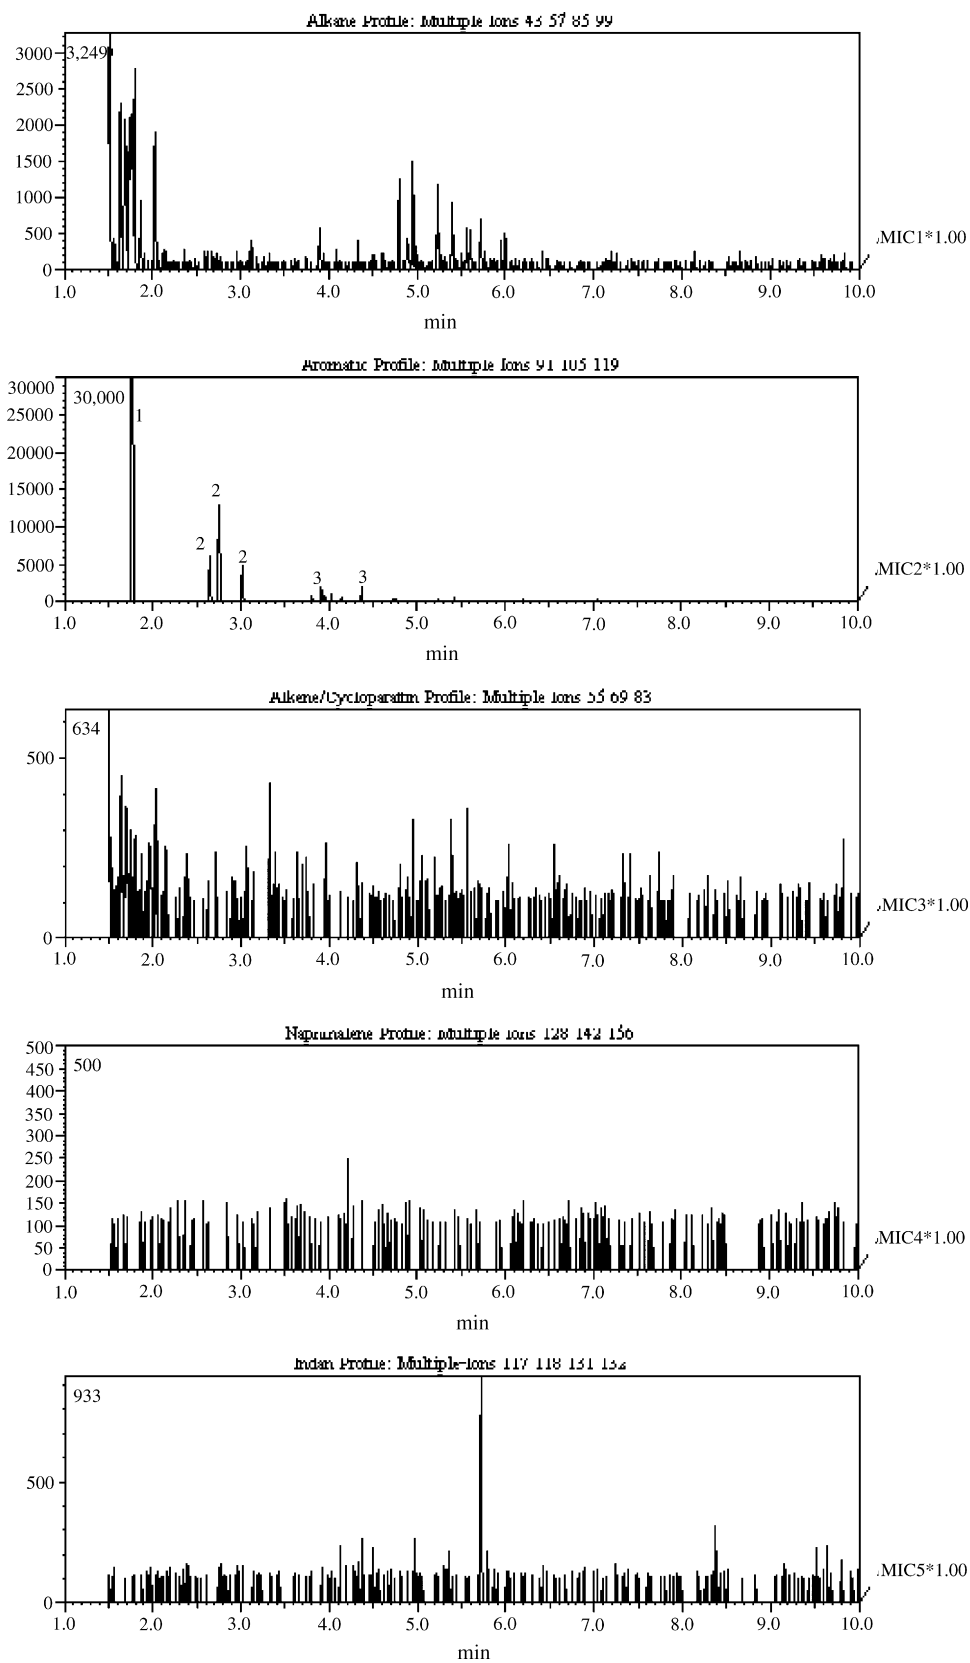 Alkane Profile: Multiple Ions 43 57 85 99
3,249
3000
2500
2000
1500
1000
500
0
MIC1*1.00
1.0 2.0 3.0 4.0 5.0 6.0 7.0 8.0 9.0 10.0
min
Aromatic Profile: Multiple Ions 91 105 119
30000
30,000
1
25000
20000
15000
2
10000
2
2
5000
3 3
MIC2*1.00
0
1.0 2.0 3.0 4.0 5.0 6.0 7.0 8.0 9.0 10.0
min
Alkene/Cycloparaffin Profile: Multiple Ions 55 69 83
634
500
MIC3*1.00
0
1.0 2.0 3.0 4.0 5.0 6.0 7.0 8.0 9.0 10.0
min
Naphthalene Profile: Multiple Ions 128 142 156
500
500
450
400
350
300
250
200
150
100
50
MIC4*1.00
0
1.0 2.0 3.0 4.0 5.0 6.0 7.0 8.0 9.0 10.0
min
Indan Profile: Multiple-Ions 117 118 131 132
933
500
MIC5*1.00
0
1.0 2.0 3.0 4.0 5.0 6.0 7.0 8.0 9.0 10.0
min